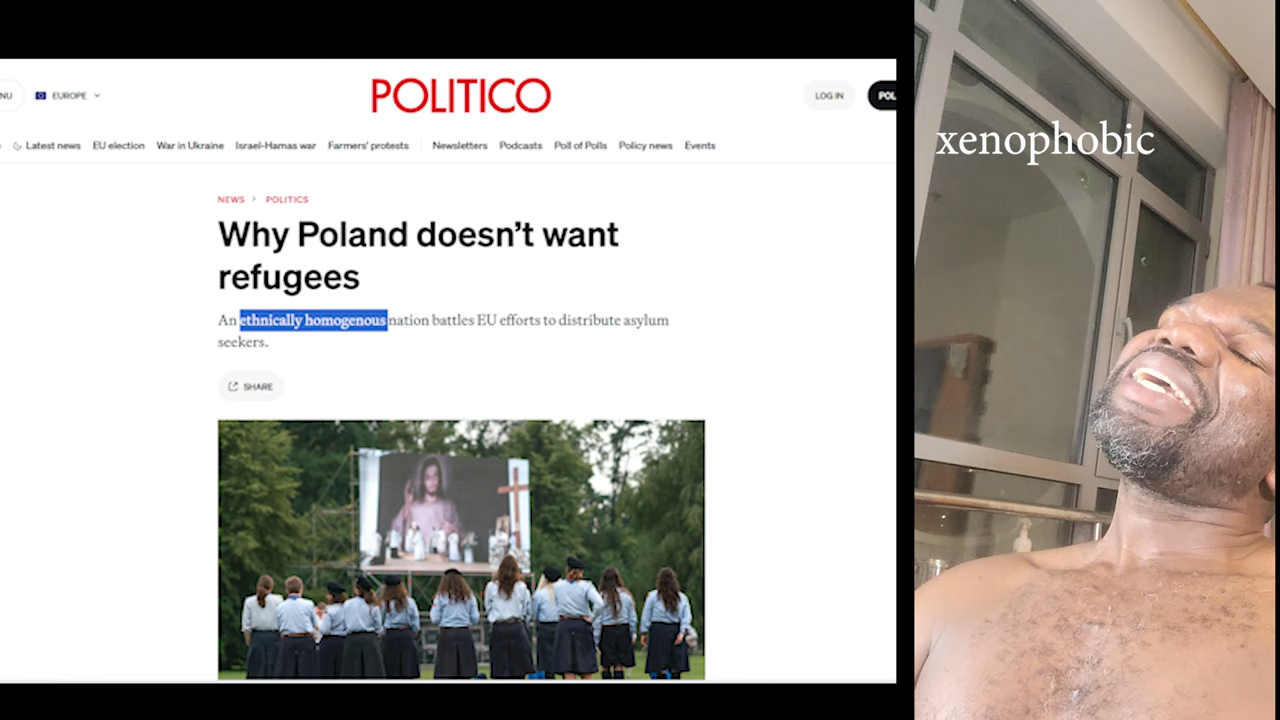 NU
EUROPE
POLITICO
LOG IN
POL
Latest news EU election War in Ukraine Israel-Hamas war Farmers' protests Newsletters Podcasts Poll of Polls Policy news Events
NEWS > POLITICS
Why Poland doesn't want
refugees
An ethnically homogenous nation battles EU efforts to distribute asylum
seekers.
SHARE
xenophobic